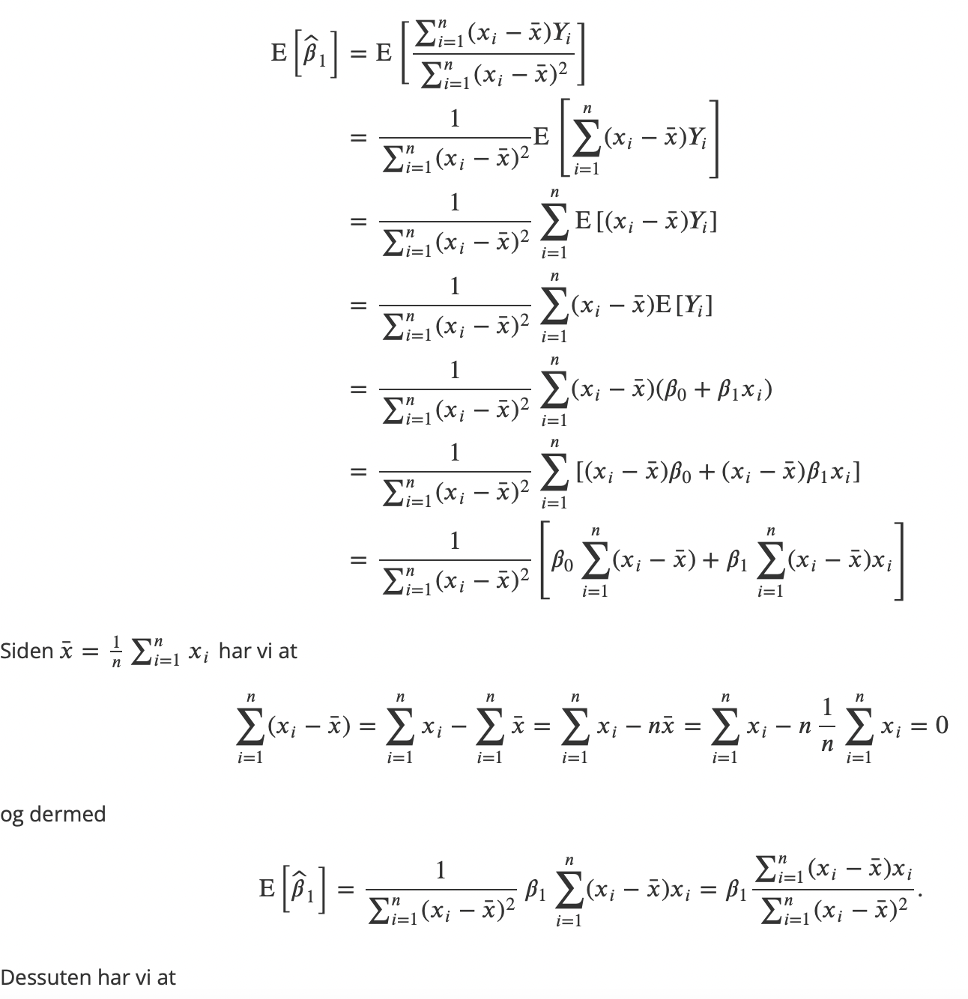 $\mathrm{E}\left[\widehat{\beta}_1\right] = \mathrm{E}\left[\frac{\sum_{i=1}^{n}(x_i - \bar{x})Y_i}{\sum_{i=1}^{n}(x_i - \bar{x})^2}\right]$
$= \frac{1}{\sum_{i=1}^{n}(x_i - \bar{x})^2}\mathrm{E}\left[\sum_{i=1}^{n}(x_i - \bar{x})Y_i\right]$
$= \frac{1}{\sum_{i=1}^{n}(x_i - \bar{x})^2}\sum_{i=1}^{n}\mathrm{E}\left[(x_i - \bar{x})Y_i\right]$
$= \frac{1}{\sum_{i=1}^{n}(x_i - \bar{x})^2}\sum_{i=1}^{n}(x_i - \bar{x})\mathrm{E}\left[Y_i\right]$
$= \frac{1}{\sum_{i=1}^{n}(x_i - \bar{x})^2}\sum_{i=1}^{n}(x_i - \bar{x})(\beta_0 + \beta_1 x_i)$
$= \frac{1}{\sum_{i=1}^{n}(x_i - \bar{x})^2}\sum_{i=1}^{n}\left[(x_i - \bar{x})\beta_0 + (x_i - \bar{x})\beta_1 x_i\right]$
$= \frac{1}{\sum_{i=1}^{n}(x_i - \bar{x})^2}\left[\beta_0\sum_{i=1}^{n}(x_i - \bar{x}) + \beta_1\sum_{i=1}^{n}(x_i - \bar{x})x_i\right]$
Siden $\bar{x} = \frac{1}{n}\sum_{i=1}^{n} x_i$ har vi at
$\sum_{i=1}^{n}(x_i - \bar{x}) = \sum_{i=1}^{n} x_i - \sum_{i=1}^{n}\bar{x} = \sum_{i=1}^{n} x_i - n\bar{x} = \sum_{i=1}^{n} x_i - n\frac{1}{n}\sum_{i=1}^{n} x_i = 0$
og dermed
$\mathrm{E}\left[\widehat{\beta}_1\right] = \frac{1}{\sum_{i=1}^{n}(x_i - \bar{x})^2}\beta_1\sum_{i=1}^{n}(x_i - \bar{x})x_i = \beta_1\frac{\sum_{i=1}^{n}(x_i - \bar{x})x_i}{\sum_{i=1}^{n}(x_i - \bar{x})^2}.$
Dessuten har vi at